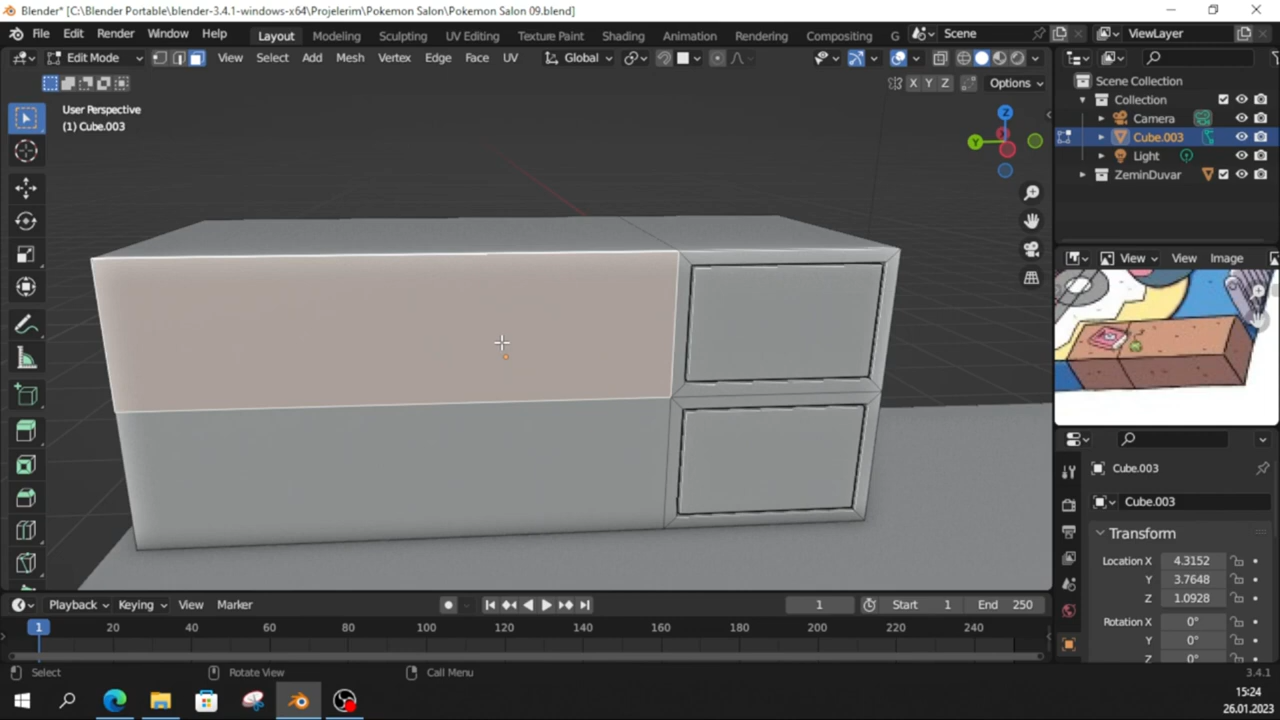 Blender* [C:\Blender Portable\blender-3.4.1-windows-x64\Projelerim\Pokemon Salon\Pokemon Salon 09.blend]
File Edit Render Window Help Layout Modeling Sculpting UV Editing Texture Paint Shading Animation Rendering Compositing G Scene ViewLayer
Edit Mode View Select Add Mesh Vertex Edge Face UV Global
X Y Z Options
User Perspective
(1) Cube.003
Z
Y
Scene Collection
Collection
Camera
Cube.003
Light
ZeminDuvar
View View Image
Cube.003
Cube.003
Transform
Location X 4.3152
Y 3.7648
Z 1.0928
Rotation X 0°
Y 0°
Z 0°
Playback Keying View Marker 1 Start 1 End 250
1 20 40 60 80 100 120 140 160 180 200 220 240
Select Rotate View Call Menu 3.4.1
15:24
26.01.2023